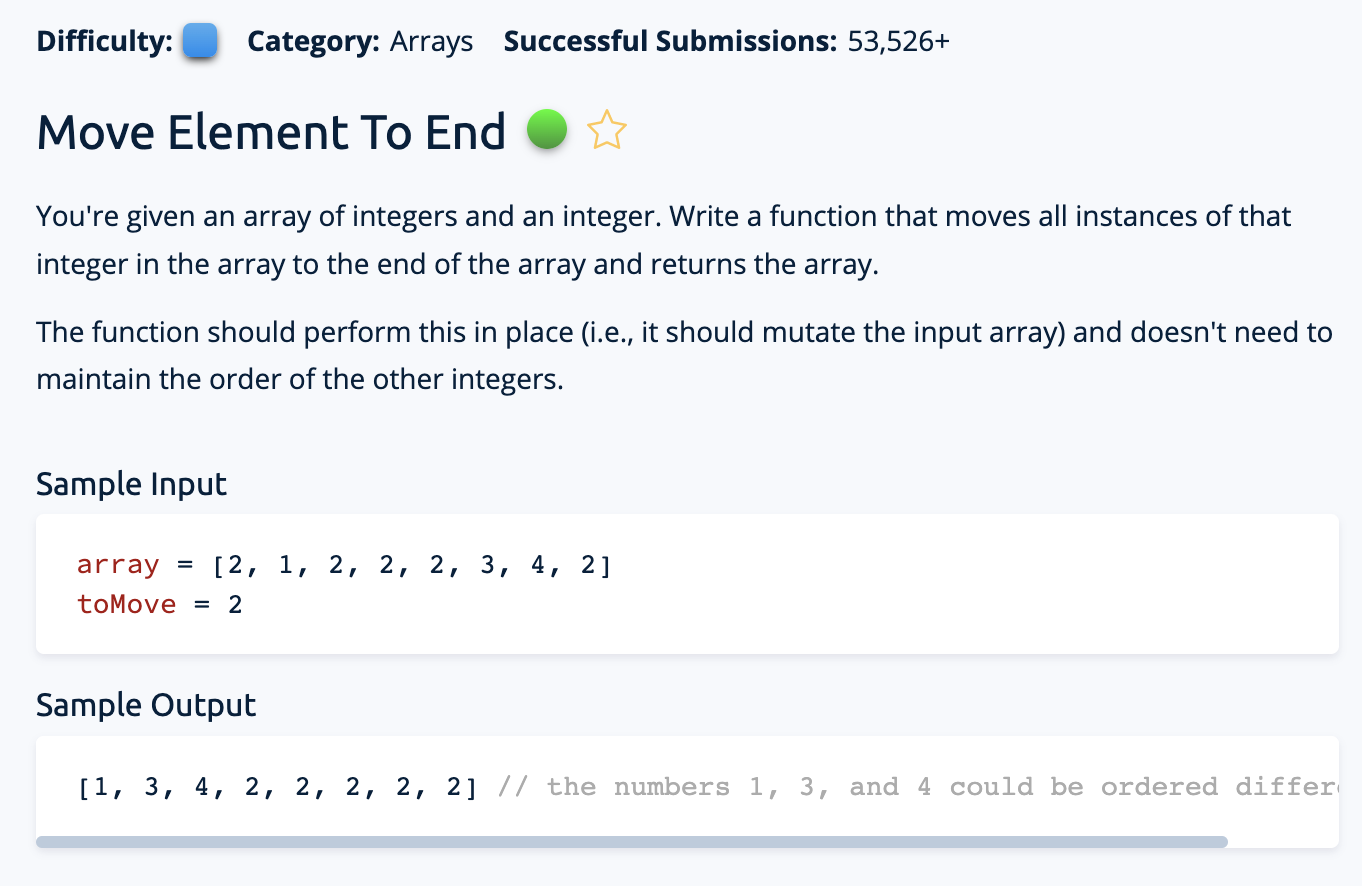 Difficulty: Category: Arrays Successful Submissions: 53,526+
Move Element To End
You're given an array of integers and an integer. Write a function that moves all instances of that
integer in the array to the end of the array and returns the array.
The function should perform this in place (i.e., it should mutate the input array) and doesn't need to
maintain the order of the other integers.
Sample Input
array = [2, 1, 2, 2, 2, 3, 4, 2]
toMove = 2
Sample Output
[1, 3, 4, 2, 2, 2, 2, 2] // the numbers 1, 3, and 4 could be ordered